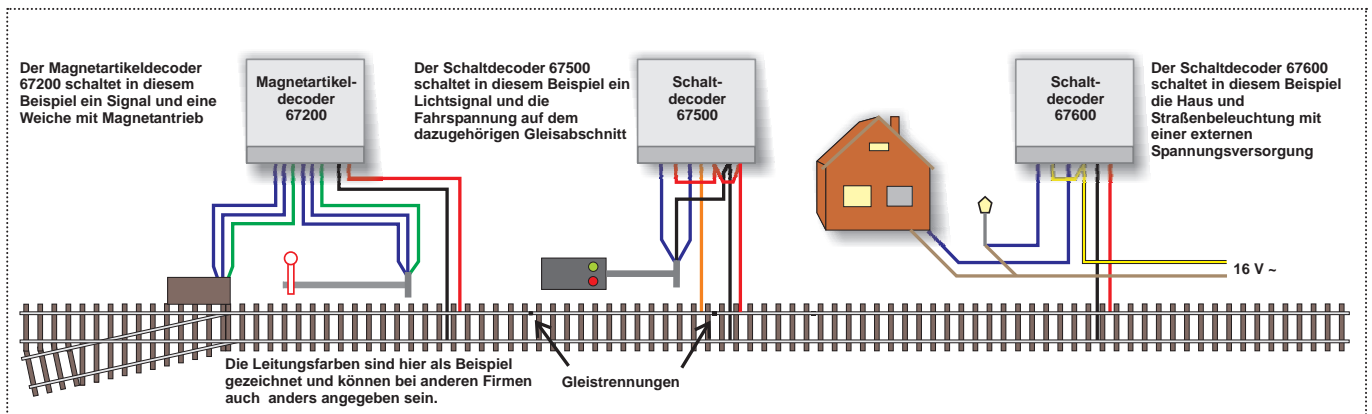 Der Magnetartikeldecoder
67200 schaltet in diesem
Beispiel ein Signal und eine
Weiche mit Magnetantrieb
Magnetartikel-
decoder
67200
Der Schaltdecoder 67500
schaltet in diesem Beispiel ein
Lichtsignal und die
Fahrspannung auf dem
dazugehörigen Gleisabschnitt
Schalt-
decoder
67500
Schalt-
decoder
67600
Der Schaltdecoder 67600
schaltet in diesem Beispiel
die Haus und
Straßenbeleuchtung mit
einer externen
Spannungsversorgung
16 V ~
Die Leitungsfarben sind hier als Beispiel
gezeichnet und können bei anderen Firmen
auch anders angegeben sein.
Gleistrennungen